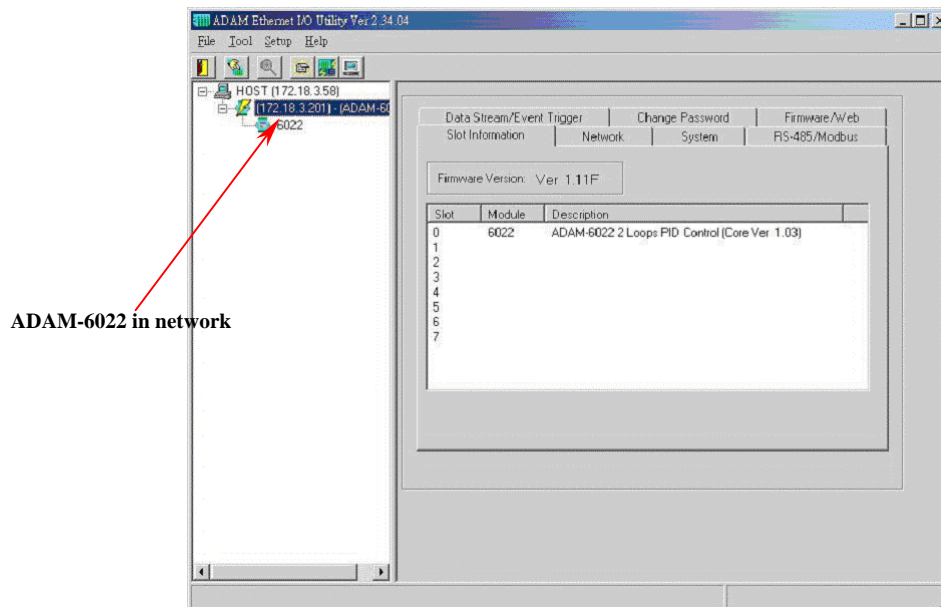 ADAM Ethernet I/O Utility Ver 2.34.04
File Tool Setup Help
HOST (172.18.3.58)
(172.18.3.201) - (ADAM-60
6022
ADAM-6022 in network
Data Stream/Event Trigger Change Password Firmware/Web
Slot Information Network System RS-485/Modbus
Firmware Version: Ver 1.11F
Slot Module Description
0 6022 ADAM-6022 2 Loops PID Control (Core Ver 1.03)
1
2
3
4
5
6
7